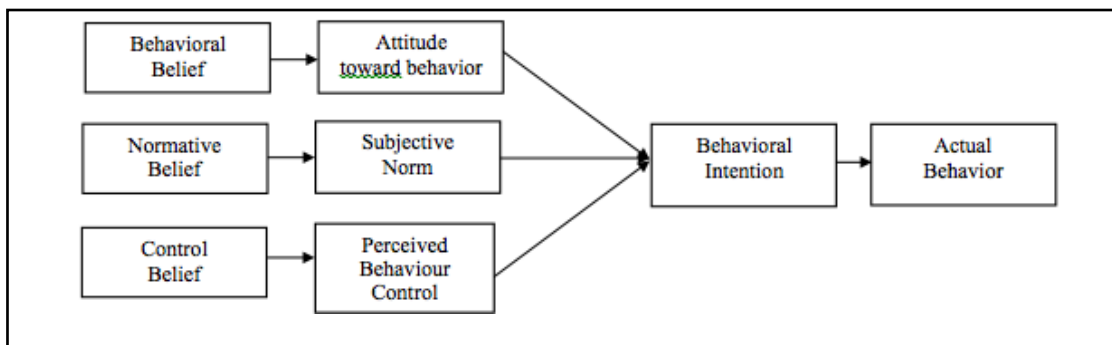 Behavioral
Belief
Attitude
toward behavior
Normative
Belief
Subjective
Norm
Behavioral
Intention
Actual
Behavior
Control
Belief
Perceived
Behaviour
Control